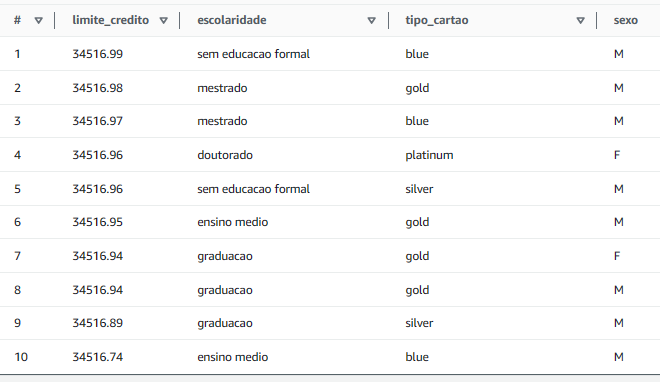 # limite_credito escolaridade tipo_cartao sexo
1 34516.99 sem educacao formal blue M
2 34516.98 mestrado gold M
3 34516.97 mestrado blue M
4 34516.96 doutorado platinum F
5 34516.96 sem educacao formal silver M
6 34516.95 ensino medio gold M
7 34516.94 graduacao gold F
8 34516.94 graduacao gold M
9 34516.89 graduacao silver M
10 34516.74 ensino medio blue M